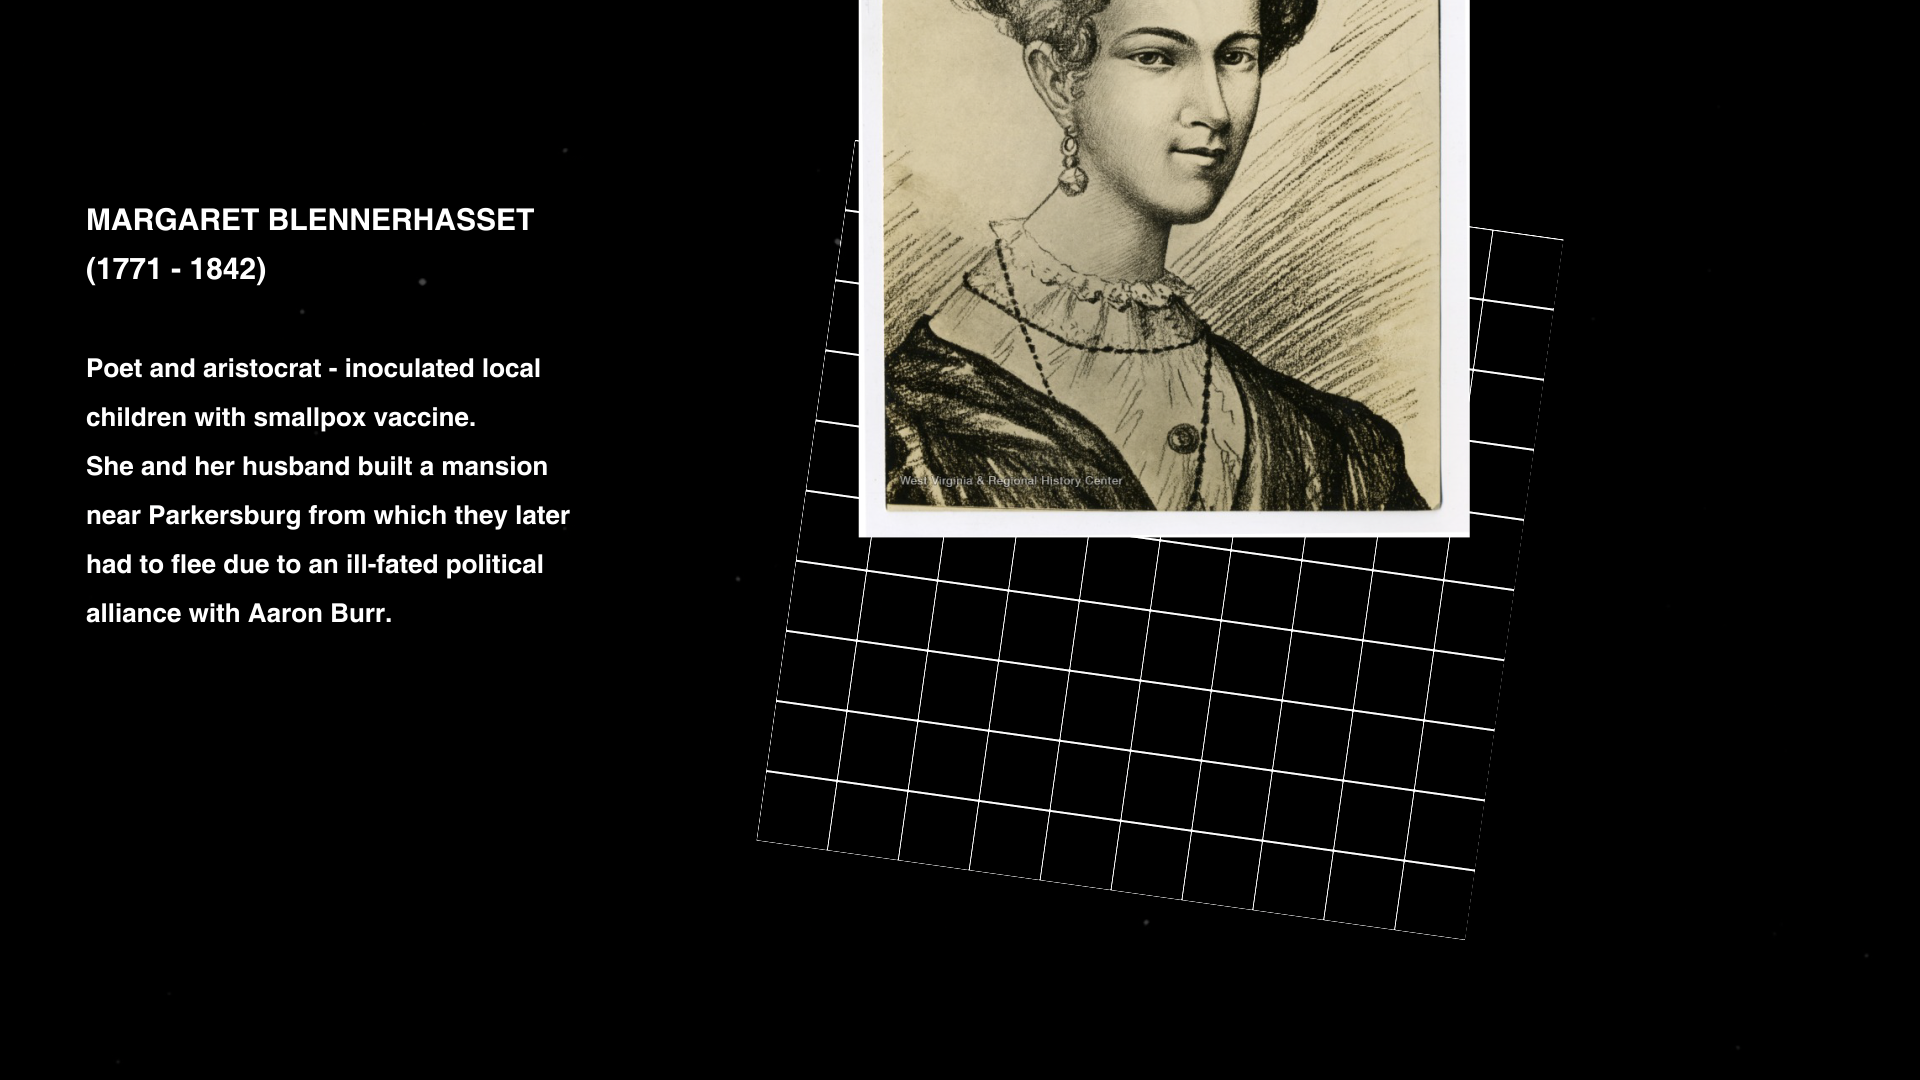 MARGARET BLENNERHASSET
(1771 - 1842)
Poet and aristocrat - inoculated local
children with smallpox vaccine.
She and her husband built a mansion
near Parkersburg from which they later
had to flee due to an ill-fated political
alliance with Aaron Burr.
West Virginia & Regional History Center